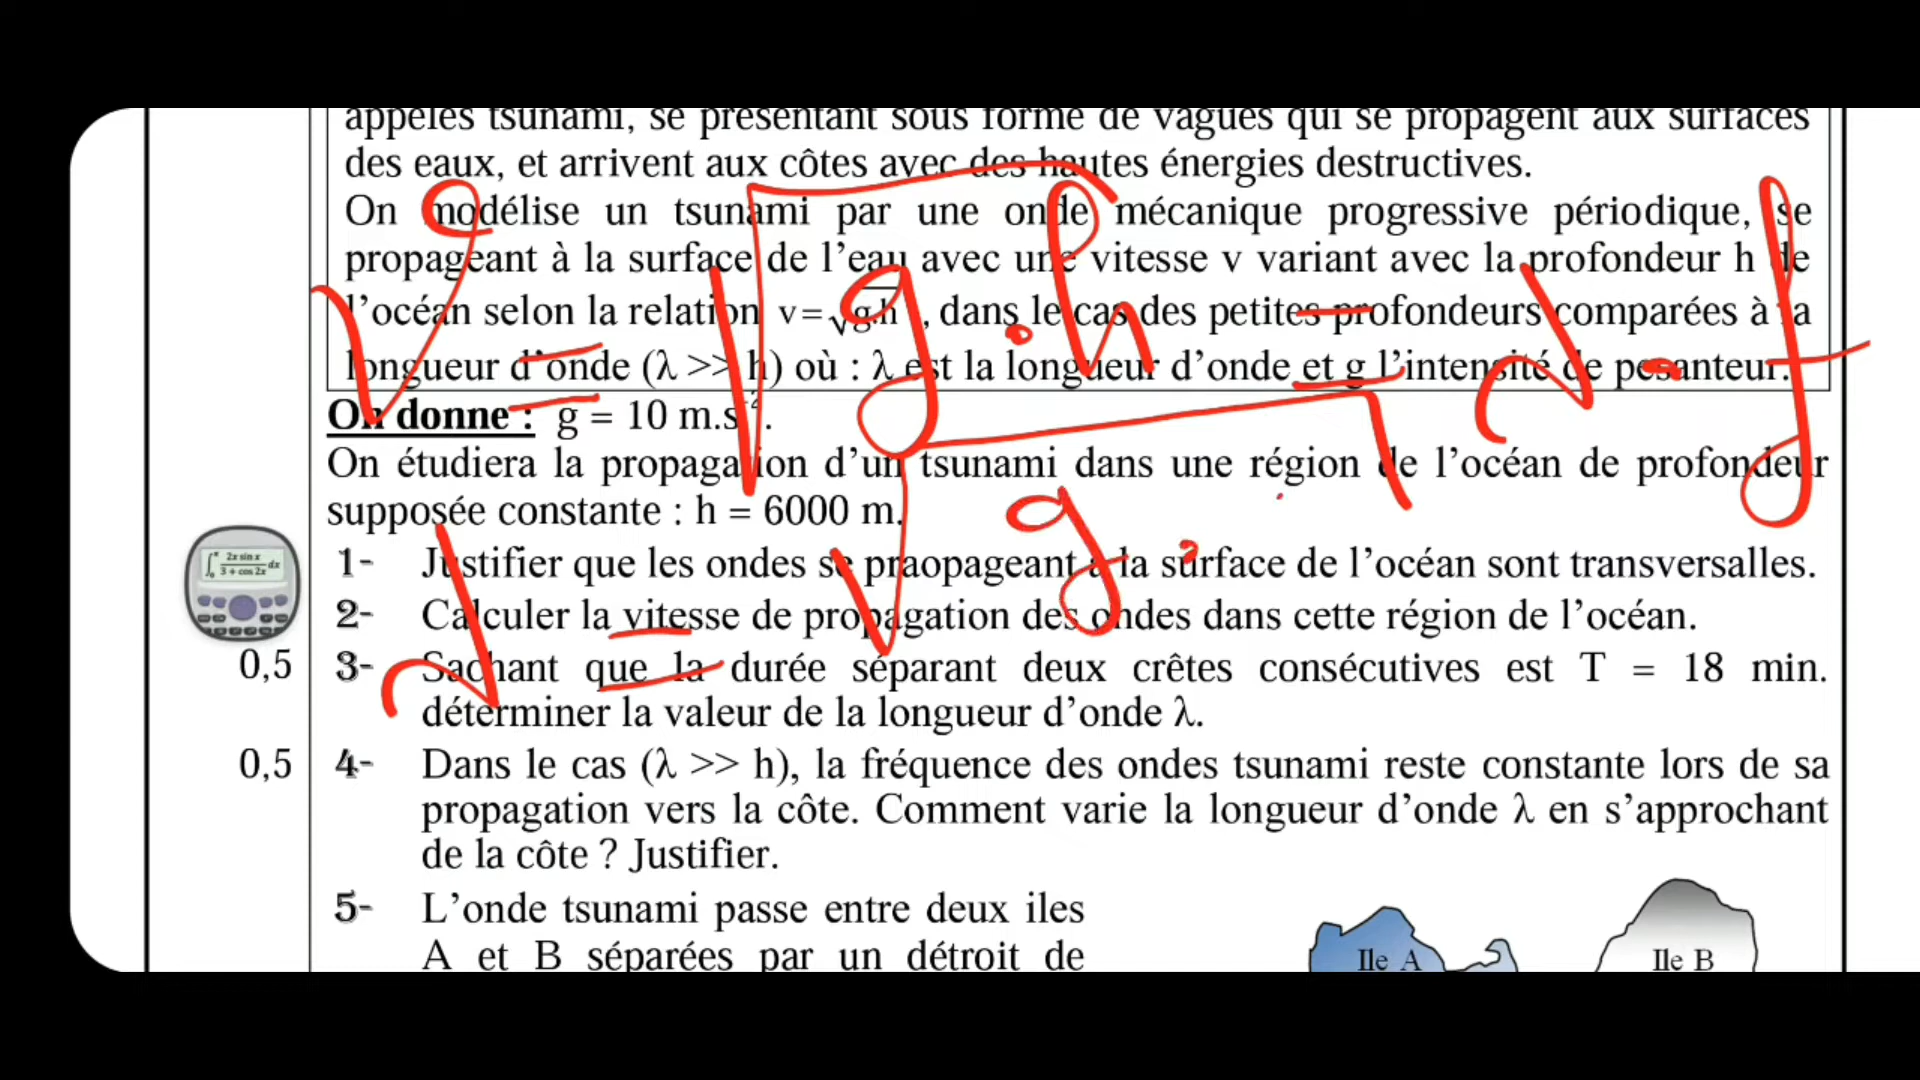 appelés tsunami, se présentant sous forme de vagues qui se propagent aux surfaces
des eaux, et arrivent aux côtes avec des hautes énergies destructives.
On modélise un tsunami par une onde mécanique progressive périodique, se
propageant à la surface de l'eau avec une vitesse v variant avec la profondeur h de
l'océan selon la relation v=√g.h , dans le cas des petites profondeurs comparées à la
longueur d'onde (λ >> h) où : λ est la longueur d'onde et g l'intensité de pesanteur.
On donne : g = 10 m.s⁻².
On étudiera la propagation d'un tsunami dans une région de l'océan de profondeur
supposée constante : h = 6000 m.
1- Justifier que les ondes se praopageant à la surface de l'océan sont transversalles.
2- Calculer la vitesse de propagation des ondes dans cette région de l'océan.
0,5 3- Sachant que la durée séparant deux crêtes consécutives est T = 18 min.
déterminer la valeur de la longueur d'onde λ.
0,5 4- Dans le cas (λ >> h), la fréquence des ondes tsunami reste constante lors de sa
propagation vers la côte. Comment varie la longueur d'onde λ en s'approchant
de la côte ? Justifier.
5- L'onde tsunami passe entre deux iles
A et B séparées par un détroit de
Ile A
Ile B
2x sin x
3 + cos 2x
dx
v = √g.h = λ.f
λ = √g.